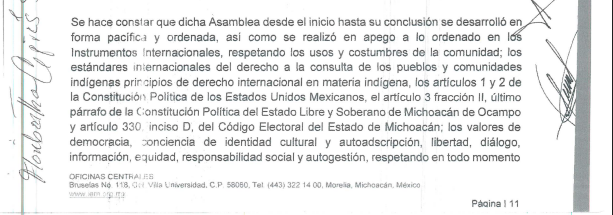 Se hace constar que dicha Asamblea desde el inicio hasta su conclusión se desarrolló en
forma pacífica y ordenada, así como se realizó en apego a lo ordenado en los
Instrumentos Internacionales, respetando los usos y costumbres de la comunidad; los
estándares internacionales del derecho a la consulta de los pueblos y comunidades
indígenas principios de derecho internacional en materia indígena, los artículos 1 y 2 de
la Constitución Política de los Estados Unidos Mexicanos, el artículo 3 fracción II, último
párrafo de la Constitución Política del Estado Libre y Soberano de Michoacán de Ocampo
y artículo 330, inciso D, del Código Electoral del Estado de Michoacán; los valores de
democracia, conciencia de identidad cultural y autoadscripción, libertad, diálogo,
información, equidad, responsabilidad social y autogestión, respetando en todo momento
OFICINAS CENTRALES
Bruselas No. 118, Col. Villa Universidad, C.P. 58060, Tel. (443) 322 14 00, Morelia, Michoacán, México
www.iem.org.mx
Página | 11